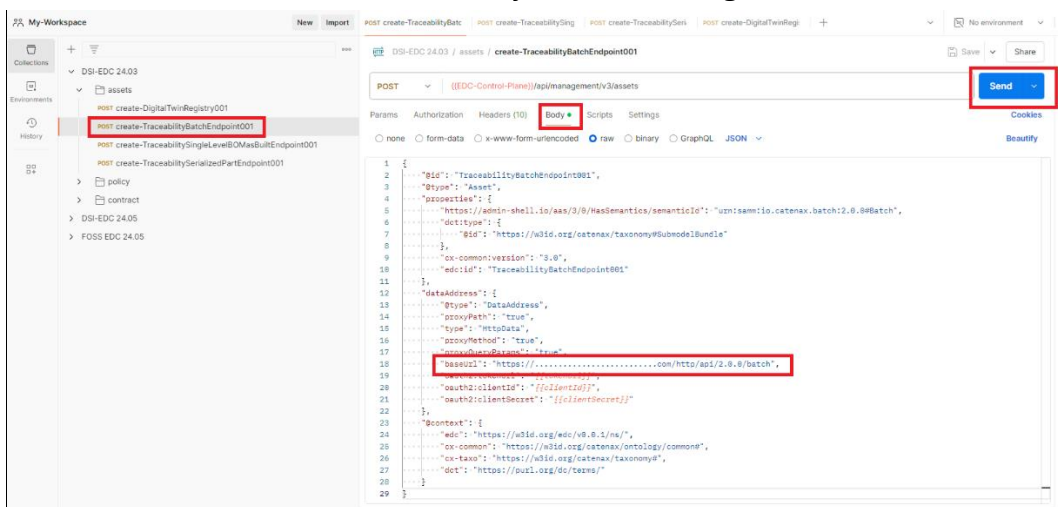 My-Workspace
New Import
POST create-TraceabilityBatc POST create-TraceabilitySing POST create-TraceabilitySeri POST create-DigitalTwinRegi +
No environment
Collections
Environments
History
DSI-EDC 24.03
assets
POST create-DigitalTwinRegistry001
POST create-TraceabilityBatchEndpoint001
POST create-TraceabilitySingleLevelBOMasBuiltEndpoint001
POST create-TraceabilitySerializedPartEndpoint001
policy
contract
DSI-EDC 24.05
FOSS EDC 24.05
HTTP DSI-EDC 24.03 / assets / create-TraceabilityBatchEndpoint001
Save Share
POST {{EDC-Control-Plane}}/api/management/v3/assets
Send
Params Authorization Headers (10) Body Scripts Settings
Cookies
none form-data x-www-form-urlencoded raw binary GraphQL JSON
Beautify
1 {
2 "@id": "TraceabilityBatchEndpoint001",
3 "@type": "Asset",
4 "properties": {
5 "https://admin-shell.io/aas/3/0/HasSemantics/semanticId": "urn:samm:io.catenax.batch:2.0.0#Batch",
6 "dct:type": {
7 "@id": "https://w3id.org/catenax/taxonomy#SubmodelBundle"
8 },
9 "cx-common:version": "3.0",
10 "edc:id": "TraceabilityBatchEndpoint001"
11 },
12 "dataAddress": {
13 "@type": "DataAddress",
14 "proxyPath": "true",
15 "type": "HttpData",
16 "proxyMethod": "true",
17 "proxyQueryParams": "true",
18 "baseUrl": "https://..........................com/http/api/2.0.0/batch",
19
20 "oauth2:clientId": "{{clientId}}",
21 "oauth2:clientSecret": "{{clientSecret}}"
22 },
23 "@context": {
24 "edc": "https://w3id.org/edc/v0.0.1/ns/",
25 "cx-common": "https://w3id.org/catenax/ontology/common#",
26 "cx-taxo": "https://w3id.org/catenax/taxonomy#",
27 "dct": "https://purl.org/dc/terms/"
28 }
29 }